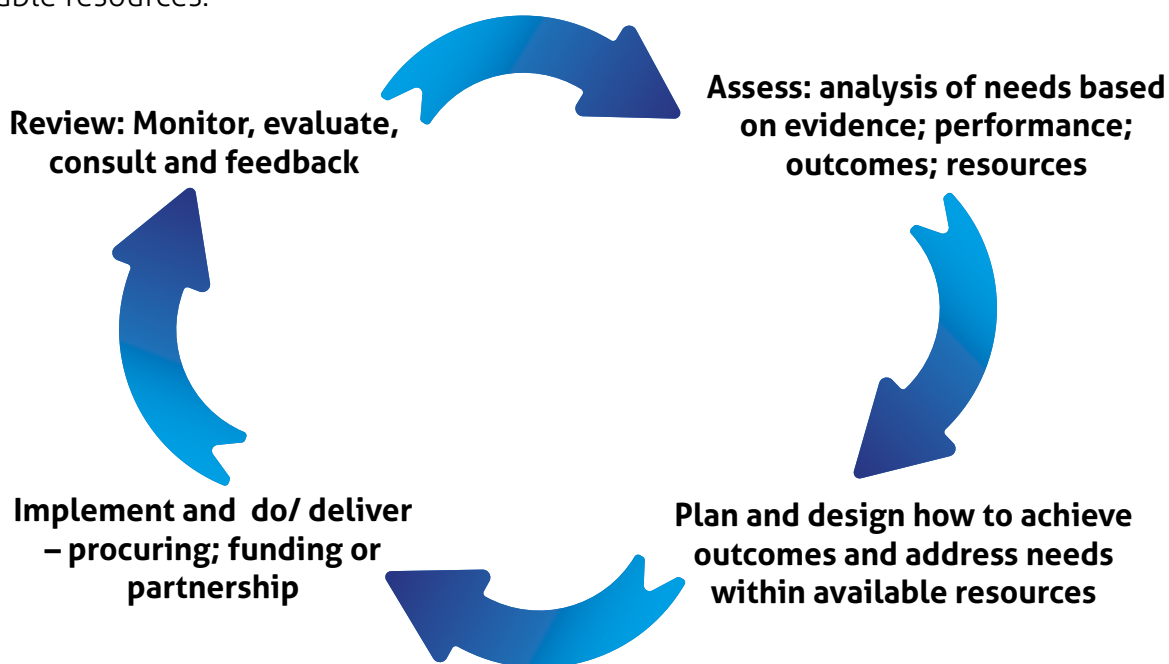 resources.
Review: Monitor, evaluate,
consult and feedback
Assess: analysis of needs based
on evidence; performance;
outcomes; resources
Plan and design how to achieve
outcomes and address needs
within available resources
Implement and do/ deliver
– procuring; funding or
partnership